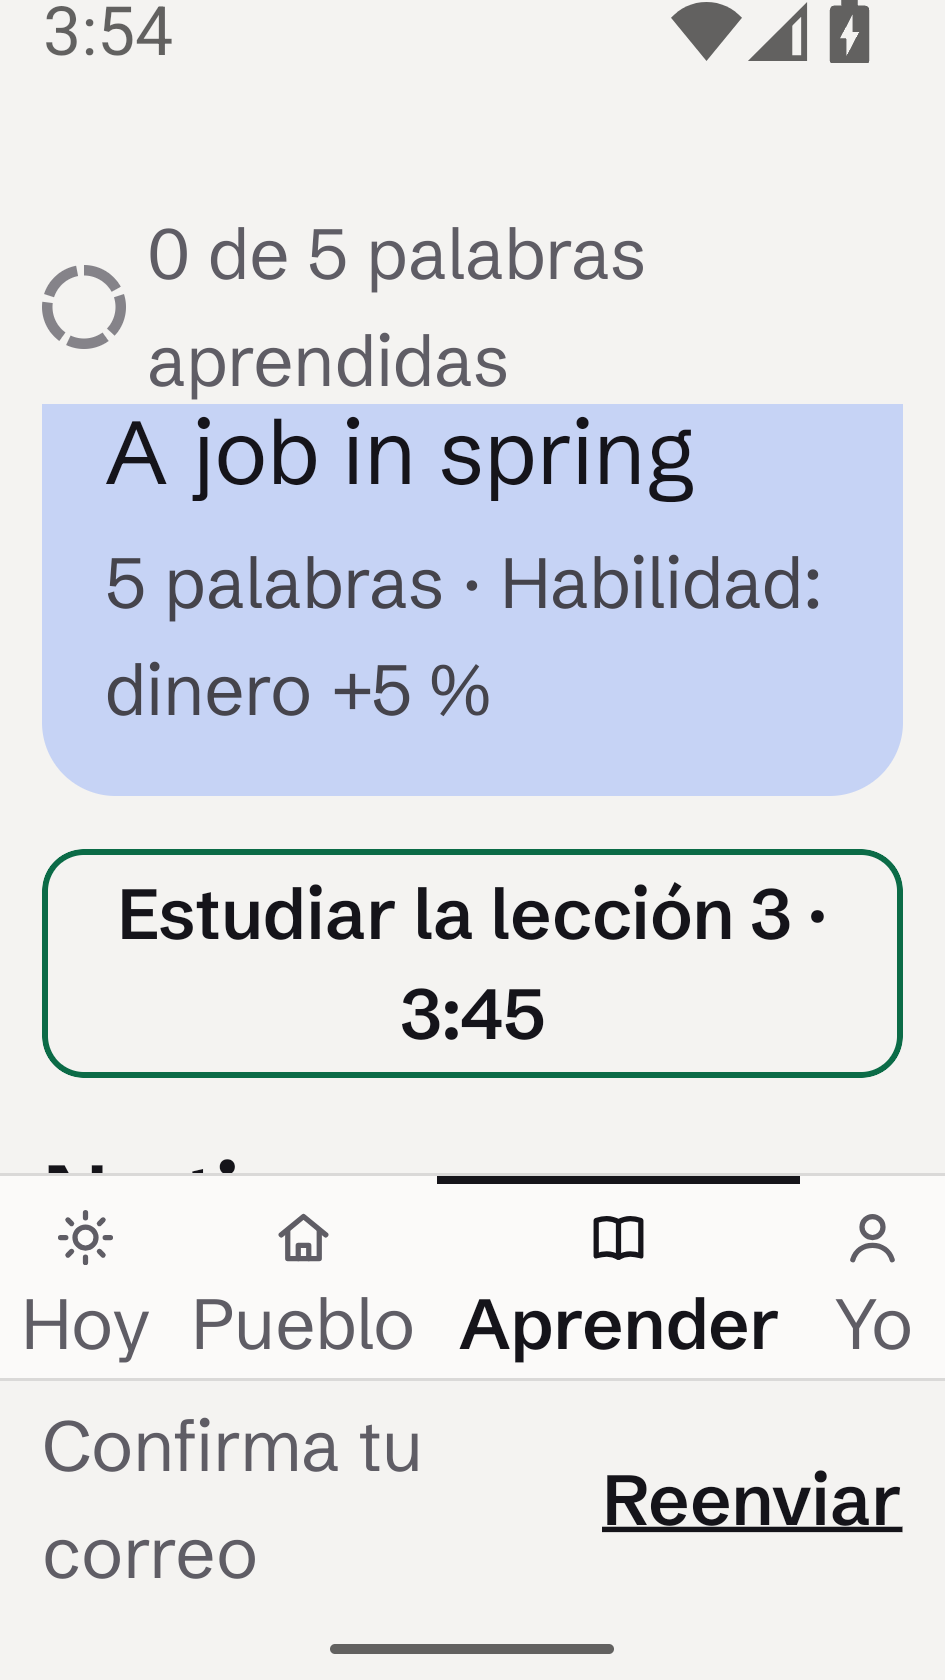 3:54
0 de 5 palabras
aprendidas
A job in spring
5 palabras · Habilidad:
dinero +5 %
Estudiar la lección 3 ·
3:45
Hoy
Pueblo
Aprender
Yo
Confirma tu
correo
Reenviar